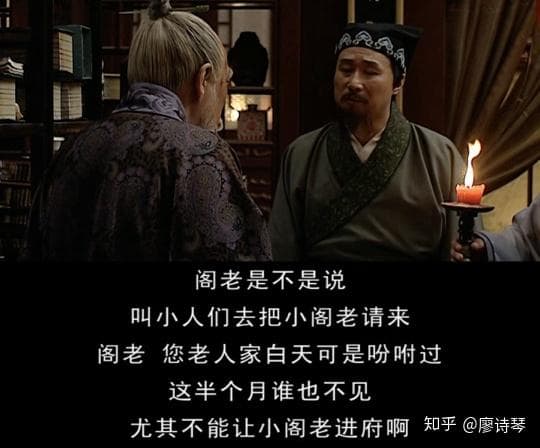 阁老是不是说
叫小人们去把小阁老请来
阁老 您老人家白天可是吩咐过
这半个月谁也不见
尤其不能让小阁老进府啊
知乎 @廖诗琴